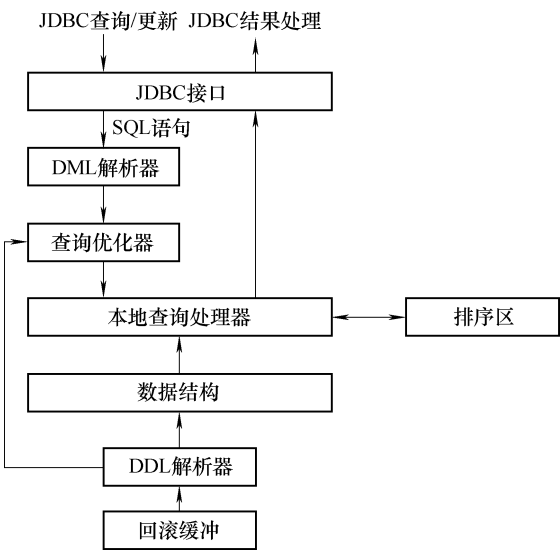 JDBC查询/更新 JDBC结果处理
JDBC接口
SQL语句
DML解析器
查询优化器
本地查询处理器 排序区
数据结构
DDL解析器
回滚缓冲